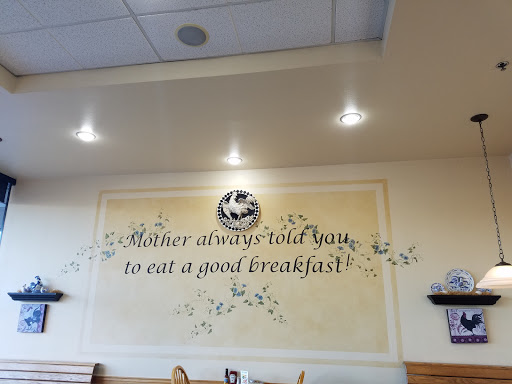 Mother always told you
to eat a good breakfast!